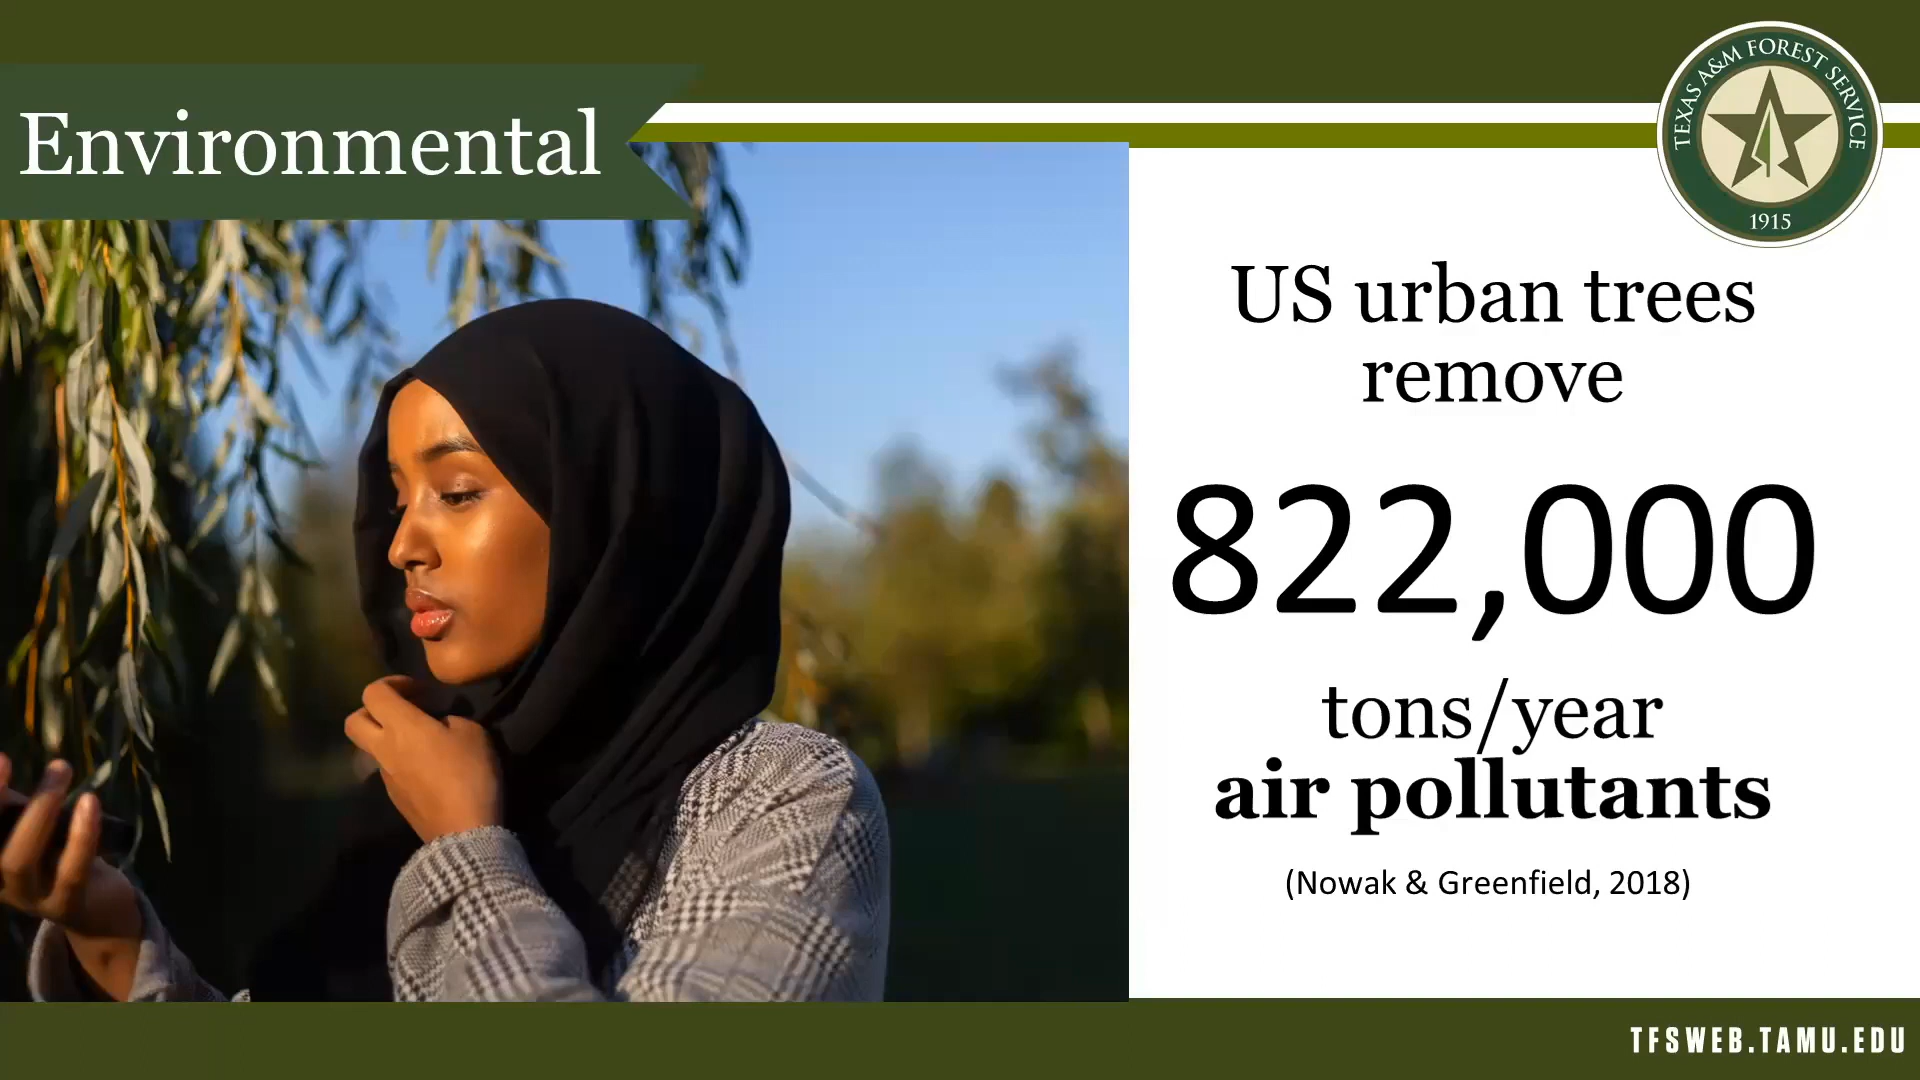 Environmental
TEXAS A&M FOREST SERVICE
1915
US urban trees
remove
822,000
tons/year
air pollutants
(Nowak & Greenfield, 2018)
TFSWEB.TAMU.EDU